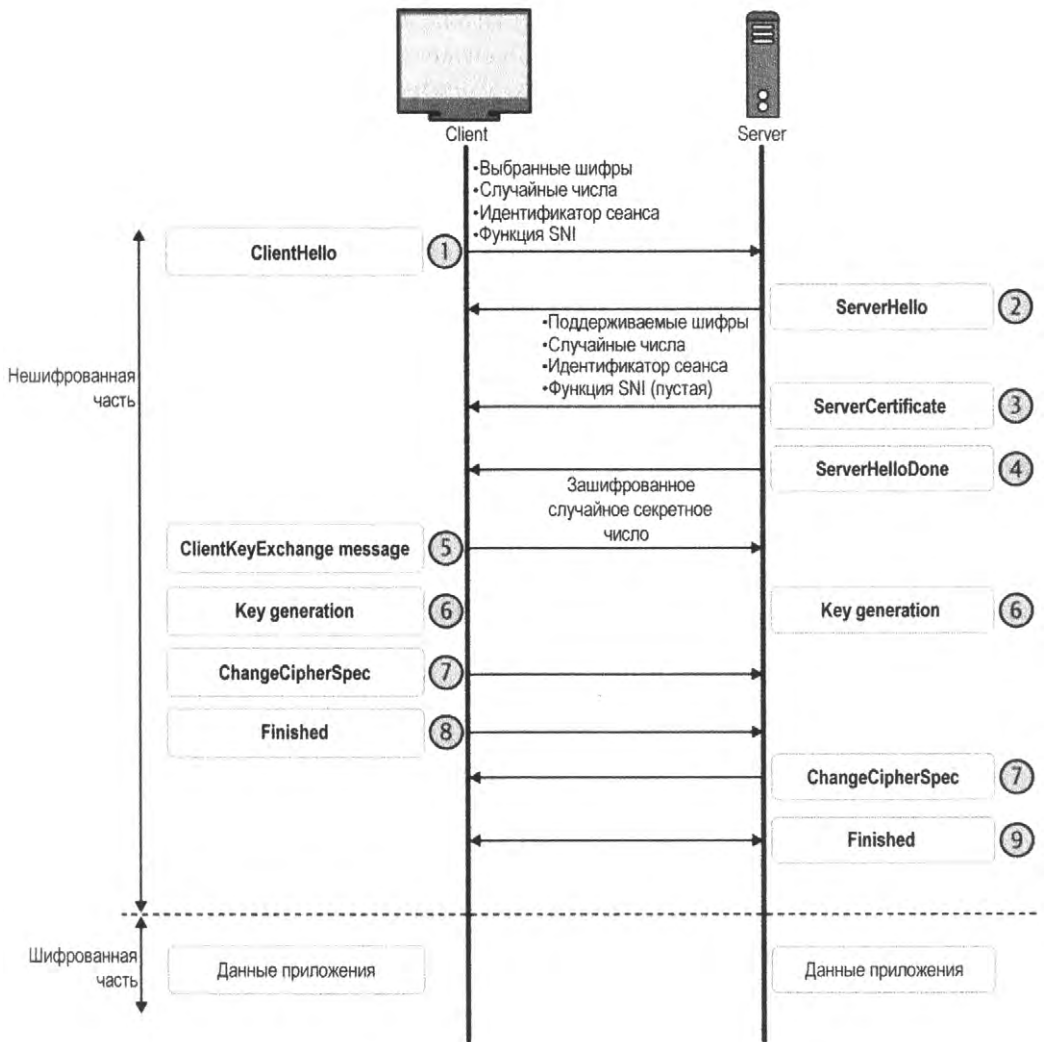 Client
Server
•Выбранные шифры
•Случайные числа
•Идентификатор сеанса
•Функция SNI
ClientHello
1
ServerHello
2
•Поддерживаемые шифры
•Случайные числа
•Идентификатор сеанса
•Функция SNI (пустая)
Нешифрованная
часть
ServerCertificate
3
ServerHelloDone
4
Зашифрованное
случайное секретное
число
ClientKeyExchange message
5
Key generation
6
Key generation
6
ChangeCipherSpec
7
Finished
8
ChangeCipherSpec
7
Finished
9
Шифрованная
часть
Данные приложения
Данные приложения